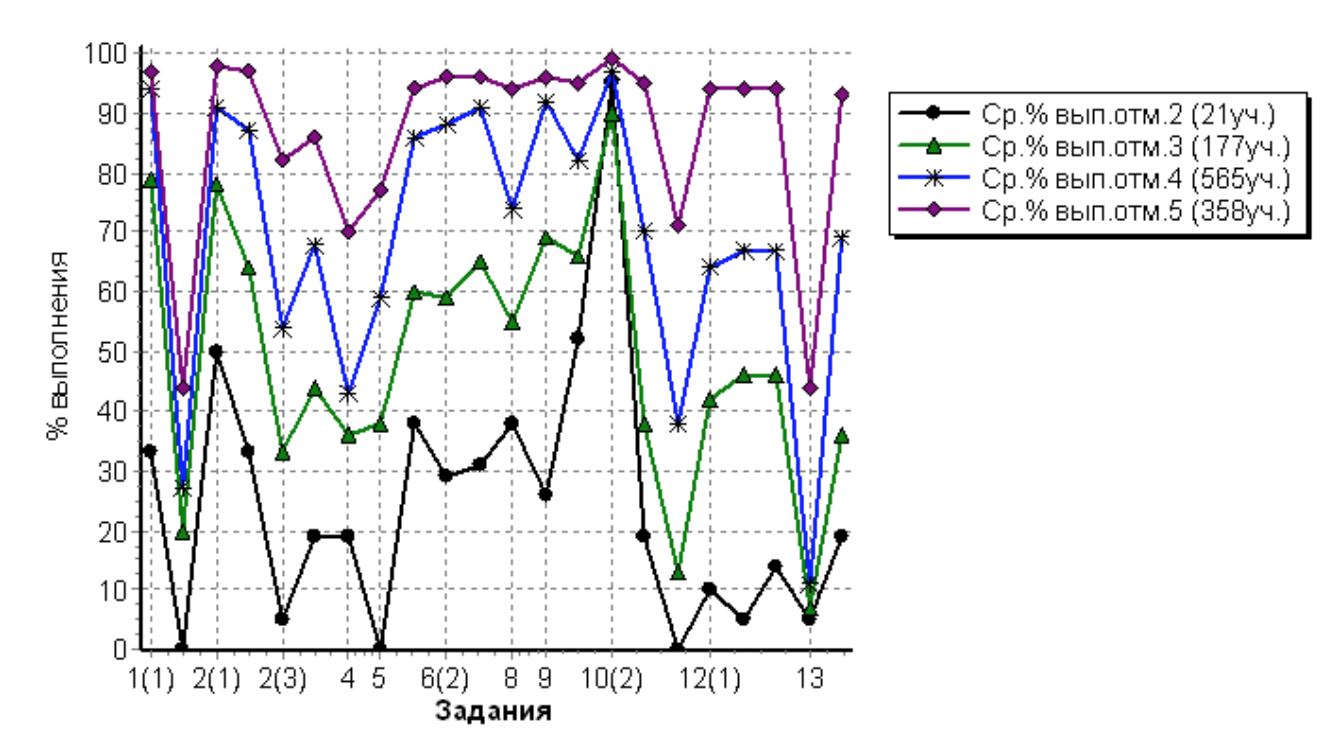 100
90
80
70
60
50
40
30
20
10
0
% выполнения
1(1) 2(1) 2(3) 4 5 6(2) 8 9 10(2) 12(1) 13
Задания
Ср.% вып.отм.2 (21уч.)
Ср.% вып.отм.3 (177уч.)
Ср.% вып.отм.4 (565уч.)
Ср.% вып.отм.5 (358уч.)